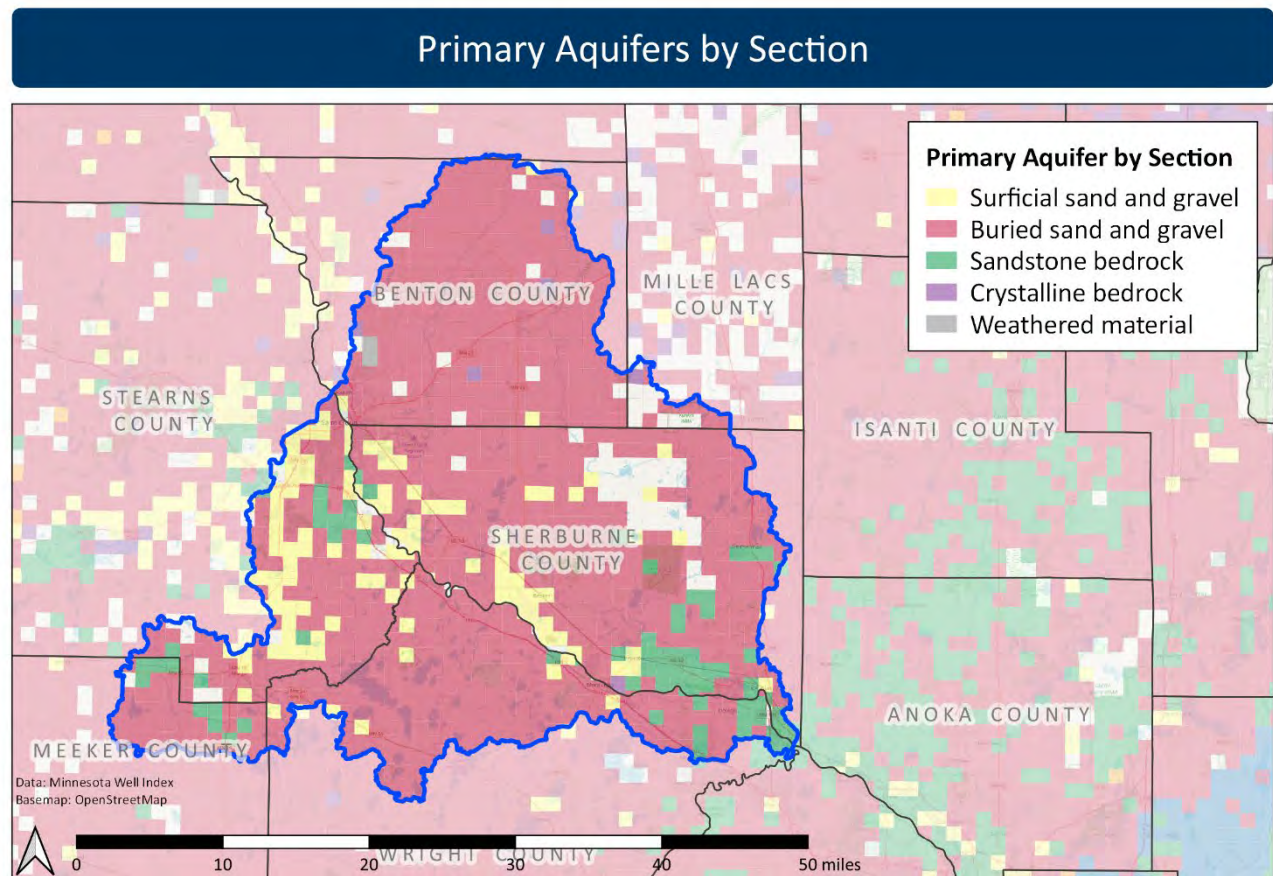 Primary Aquifers by Section
Primary Aquifer by Section
Surficial sand and gravel
Buried sand and gravel
Sandstone bedrock
Crystalline bedrock
Weathered material
BENTON COUNTY
MILLE LACS
COUNTY
STEARNS
COUNTY
ISANTI COUNTY
SHERBURNE
COUNTY
ANOKA COUNTY
MEEKER COUNTY
Data: Minnesota Well Index
Basemap: OpenStreetMap
WRIGHT COUNTY
0 10 20 30 40 50 miles